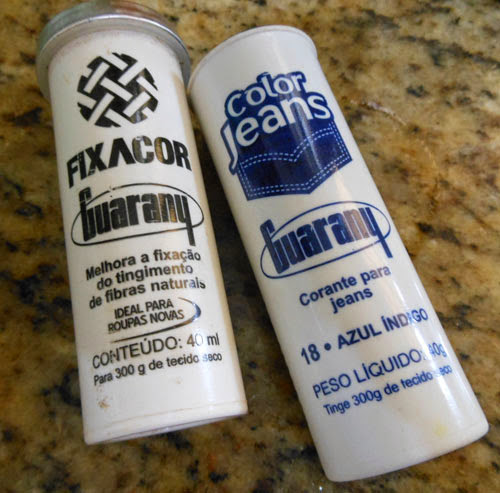 FIXACOR
Guarany
Melhora a fixação
do tingimento
de fibras naturais
IDEAL PARA
ROUPAS NOVAS
CONTEÚDO: 40 ml
Para 300 g de tecido seco
Color
Jeans
Guarany
Corante para
jeans
18 • AZUL ÍNDIGO
PESO LÍQUIDO:
Tinge 300g de tecido seco